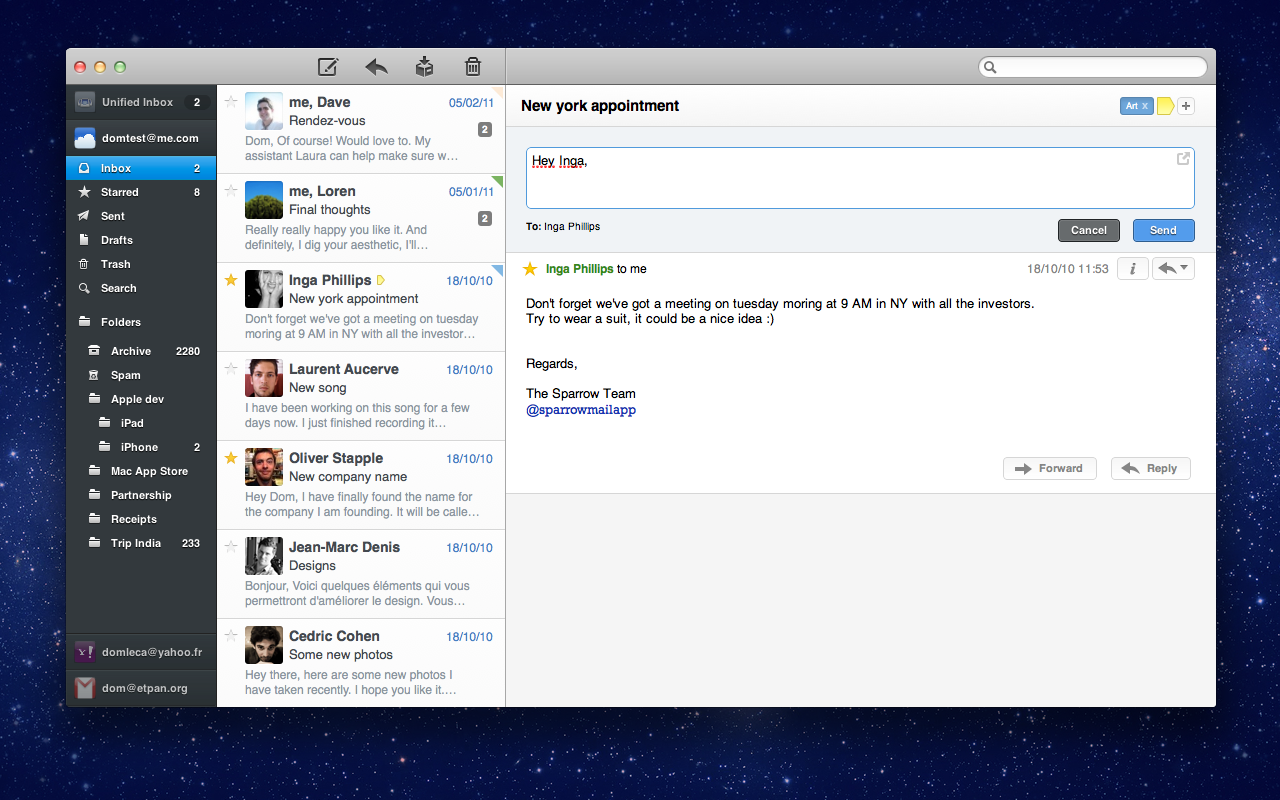 Unified Inbox 2
domtest@me.com
Inbox 2
Starred 8
Sent
Drafts
Trash
Search
Folders
Archive 2280
Spam
Apple dev
iPad
iPhone 2
Mac App Store
Partnership
Receipts
Trip India 233
domleca@yahoo.fr
dom@etpan.org
me, Dave 05/02/11
Rendez-vous
2
Dom, Of course! Would love to. My
assistant Laura can help make sure w…
me, Loren 05/01/11
Final thoughts
2
Really really happy you like it. And
definitely, I dig your aesthetic, I'll…
Inga Phillips 18/10/10
New york appointment
Don't forget we've got a meeting on tuesday
moring at 9 AM in NY with all the investor…
Laurent Aucerve 18/10/10
New song
I have been working on this song for a few
days now. I just finished recording it…
Oliver Stapple 18/10/10
New company name
Hey Dom, I have finally found the name for
the company I am founding. It will be calle…
Jean-Marc Denis 18/10/10
Designs
Bonjour, Voici quelques éléments qui vous
permettront d'améliorer le design. Vous…
Cedric Cohen 18/10/10
Some new photos
Hey there, here are some new photos I
have taken recently. I hope you like it.…
New york appointment
Art x
+
Hey Inga,
To: Inga Phillips
Cancel
Send
Inga Phillips to me
18/10/10 11:53
i
Don't forget we've got a meeting on tuesday moring at 9 AM in NY with all the investors.
Try to wear a suit, it could be a nice idea :)
Regards,
The Sparrow Team
@sparrowmailapp
Forward
Reply